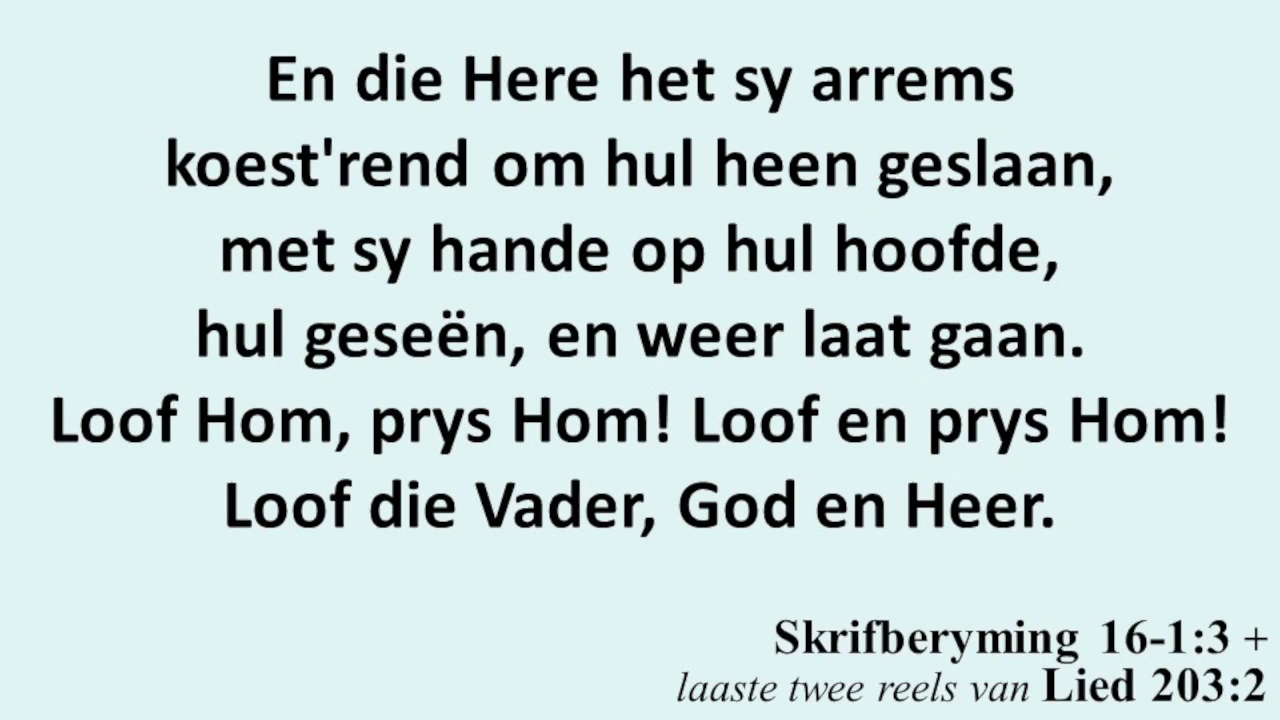 En die Here het sy arrems
koest'rend om hul heen geslaan,
met sy hande op hul hoofde,
hul geseën, en weer laat gaan.
Loof Hom, prys Hom! Loof en prys Hom!
Loof die Vader, God en Heer.
Skrifberyming 16-1:3 +
laaste twee reels van Lied 203:2